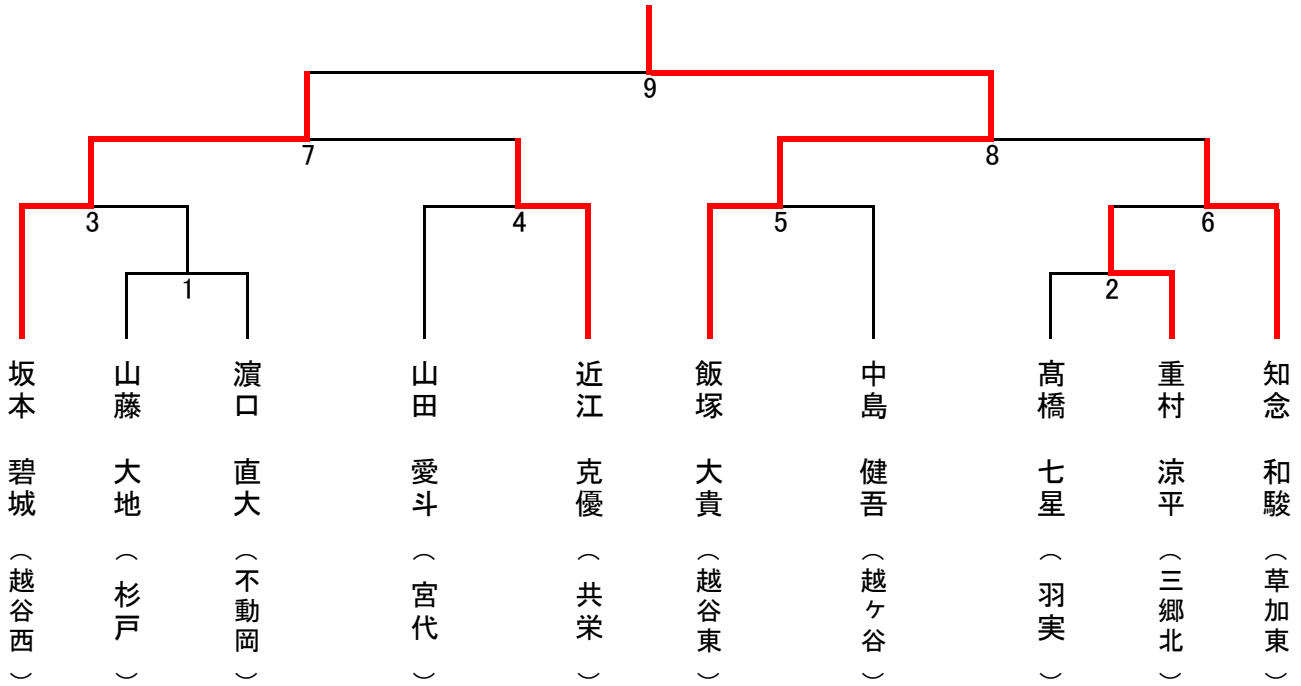 9
7
8
3
4
5
6
1
2
坂本 碧城 （越谷西）
山藤 大地 （杉戸）
濵口 直大 （不動岡）
山田 愛斗 （宮代）
近江 克優 （共栄）
飯塚 大貴 （越谷東）
中島 健吾 （越ケ谷）
髙橋 七星 （羽実）
重村 涼平 （三郷北）
知念 和駿 （草加東）